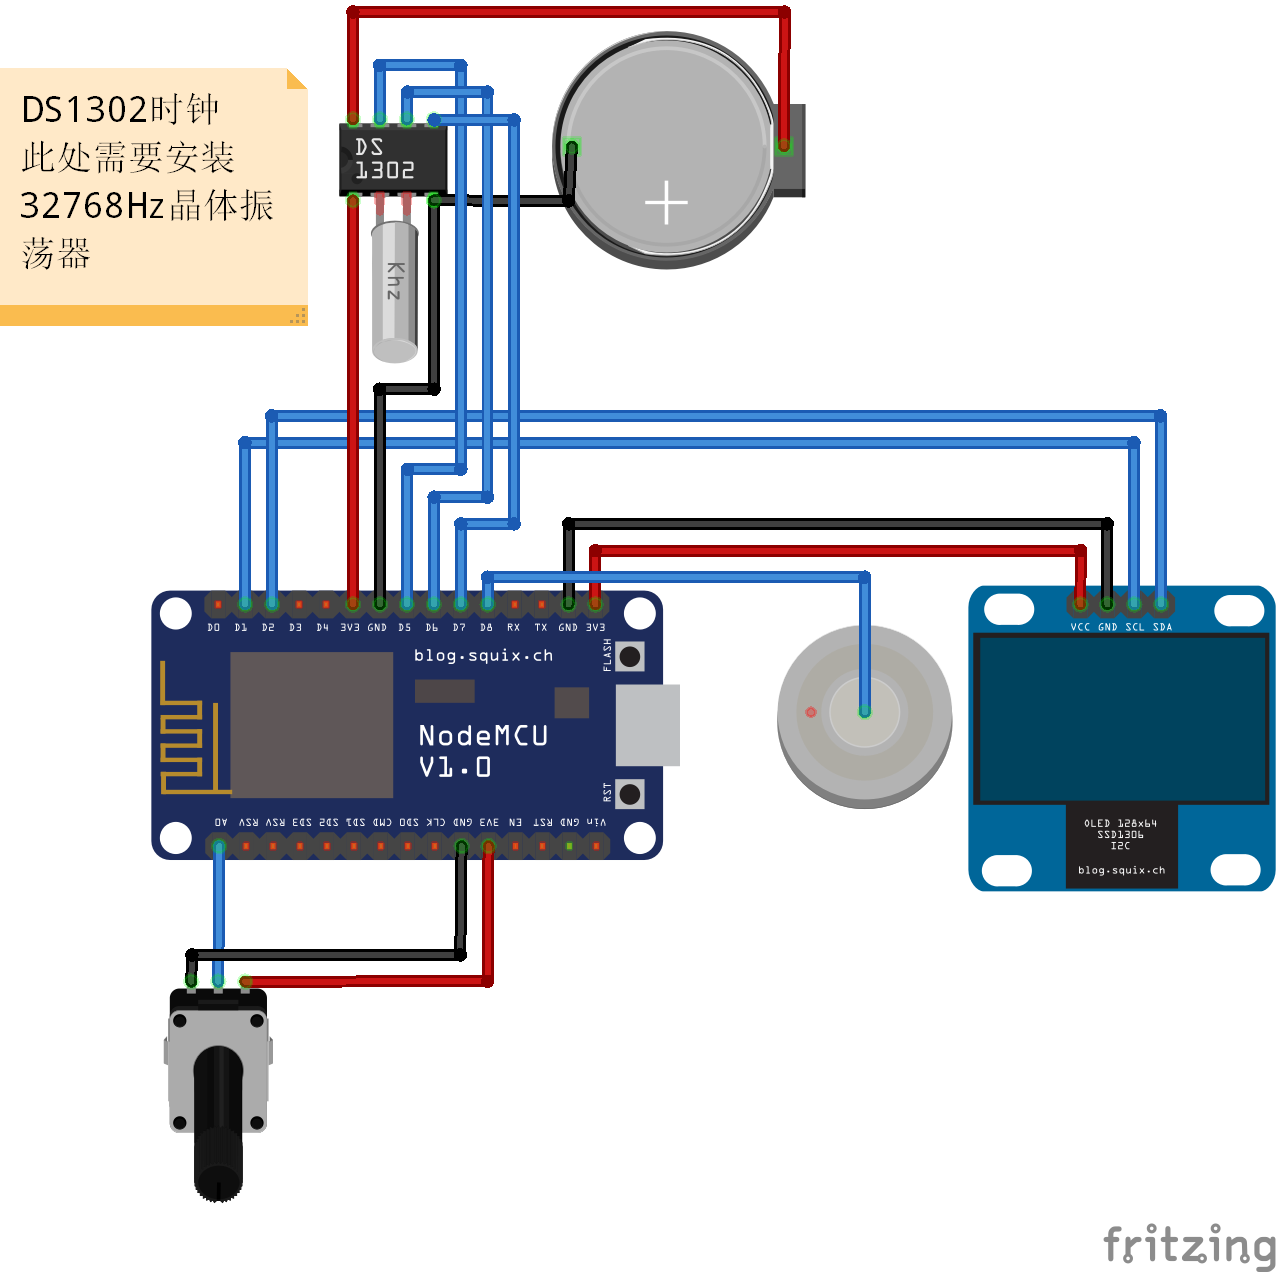 DS1302时钟
此处需要安装
32768Hz晶体振
荡器
DS
1302
Khz
D0 D1 D2 D3 D4 3V3 GND D5 D6 D7 D8 RX TX GND 3V3
blog.squix.ch
FLASH
NodeMCU
V1.0
RST
A0 RSV RSV SD3 SD2 SD1 CMD SD0 CLK GND 3V3 EN RST GND Vin
VCC GND SCL SDA
OLED 128x64
SSD1306
I2C
blog.squix.ch
fritzing